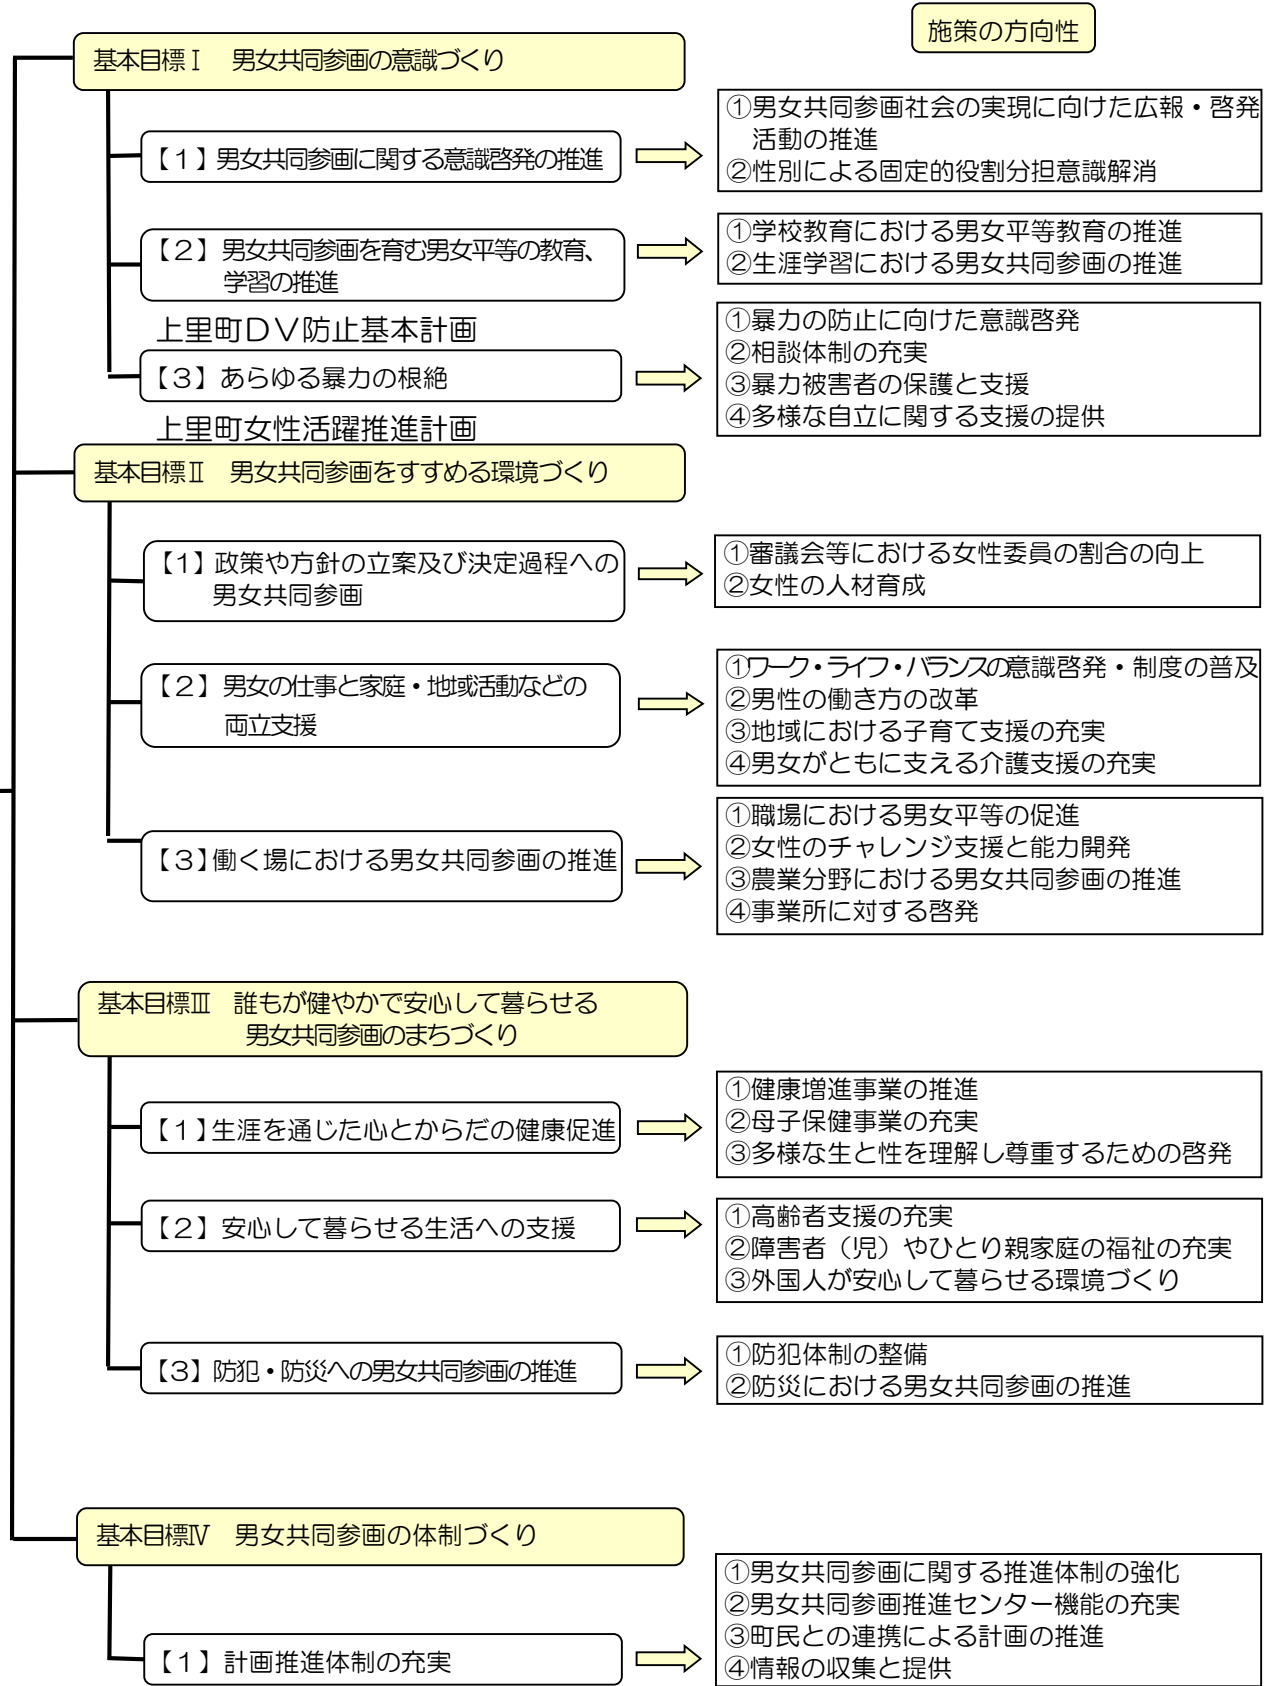 施策の方向性
基本目標Ⅰ　男女共同参画の意識づくり
【１】男女共同参画に関する意識啓発の推進
①男女共同参画社会の実現に向けた広報・啓発
活動の推進
②性別による固定的役割分担意識解消
【２】男女共同参画を育む男女平等の教育、
学習の推進
①学校教育における男女平等教育の推進
②生涯学習における男女共同参画の推進
上里町ＤＶ防止基本計画
【３】あらゆる暴力の根絶
①暴力の防止に向けた意識啓発
②相談体制の充実
③暴力被害者の保護と支援
④多様な自立に関する支援の提供
上里町女性活躍推進計画
基本目標Ⅱ　男女共同参画をすすめる環境づくり
【１】政策や方針の立案及び決定過程への
男女共同参画
①審議会等における女性委員の割合の向上
②女性の人材育成
【２】男女の仕事と家庭・地域活動などの
両立支援
①ワーク・ライフ・バランスの意識啓発・制度の普及
②男性の働き方の改革
③地域における子育て支援の充実
④男女がともに支える介護支援の充実
【３】働く場における男女共同参画の推進
①職場における男女平等の促進
②女性のチャレンジ支援と能力開発
③農業分野における男女共同参画の推進
④事業所に対する啓発
基本目標Ⅲ　誰もが健やかで安心して暮らせる
男女共同参画のまちづくり
【１】生涯を通じた心とからだの健康促進
①健康増進事業の推進
②母子保健事業の充実
③多様な生と性を理解し尊重するための啓発
【２】安心して暮らせる生活への支援
①高齢者支援の充実
②障害者（児）やひとり親家庭の福祉の充実
③外国人が安心して暮らせる環境づくり
【３】防犯・防災への男女共同参画の推進
①防犯体制の整備
②防災における男女共同参画の推進
基本目標Ⅳ　男女共同参画の体制づくり
【１】計画推進体制の充実
①男女共同参画に関する推進体制の強化
②男女共同参画推進センター機能の充実
③町民との連携による計画の推進
④情報の収集と提供